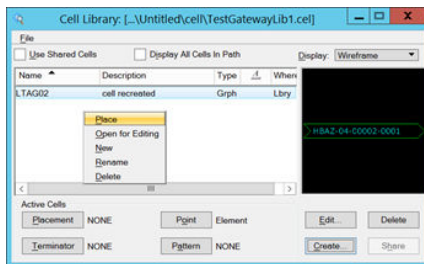 Cell Library: [...\Untitled\cell\TestGatewayLib1.cel]
File
Use Shared Cells Display All Cells In Path Display: Wireframe
Name Description Type Where
LTAG02 cell recreated Grph Lbry
Place
Open for Editing
New
Rename
Delete
HBAZ-04-C0002-0001
Active Cells
Placement NONE Point Element Edit... Delete
Terminator NONE Pattern NONE Create... Share